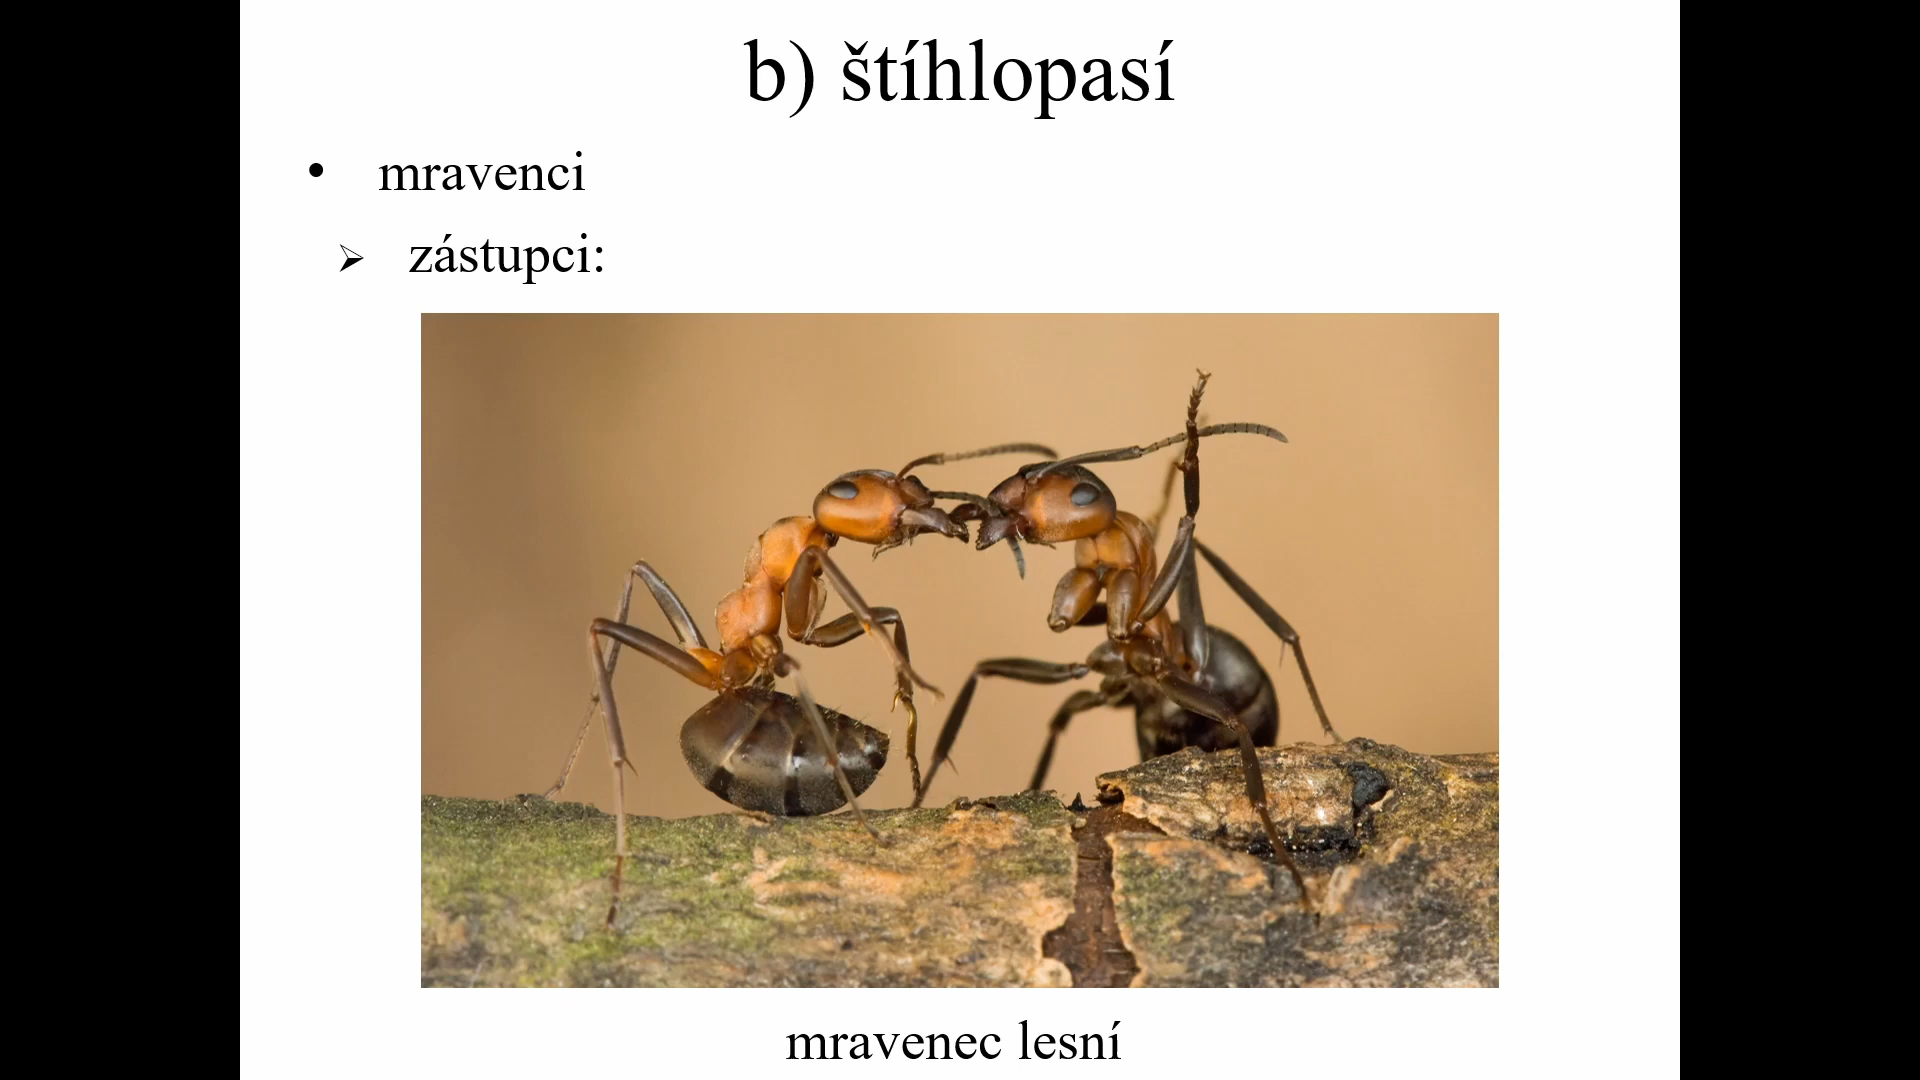 b) štíhlopasí
• mravenci
➢ zástupci:
mravenec lesní